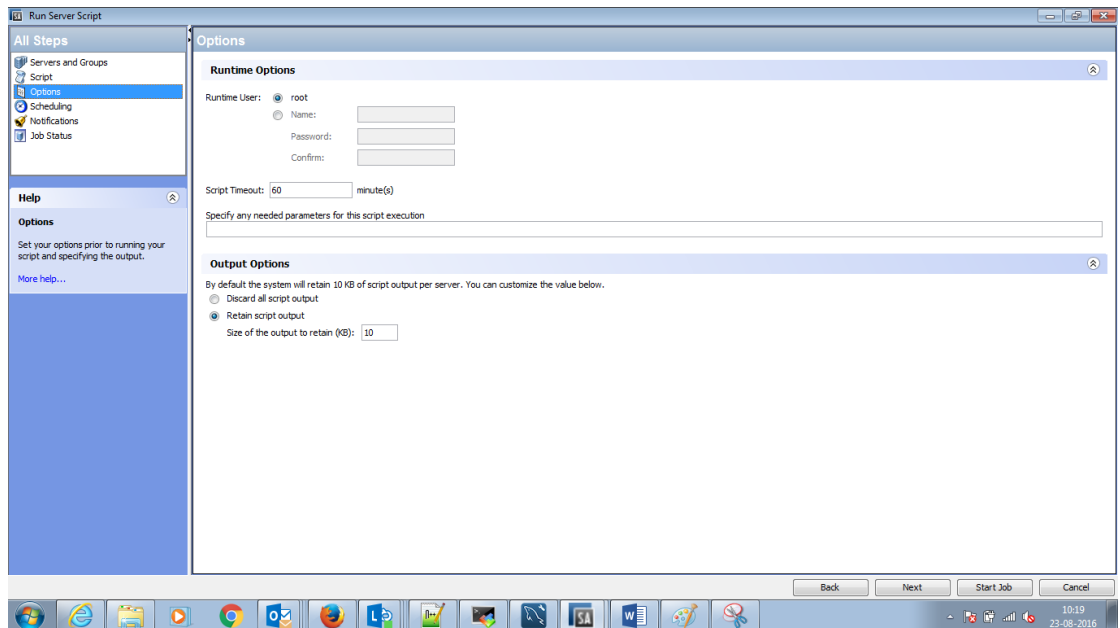 Run Server Script
All Steps
Servers and Groups
Script
Options
Scheduling
Notifications
Job Status
Help
Options
Set your options prior to running your
script and specifying the output.
More help...
Options
Runtime Options
Runtime User: root
Name:
Password:
Confirm:
Script Timeout: 60 minute(s)
Specify any needed parameters for this script execution
Output Options
By default the system will retain 10 KB of script output per server. You can customize the value below.
Discard all script output
Retain script output
Size of the output to retain (KB): 10
Back Next Start Job Cancel
SA
10:19
23-08-2016